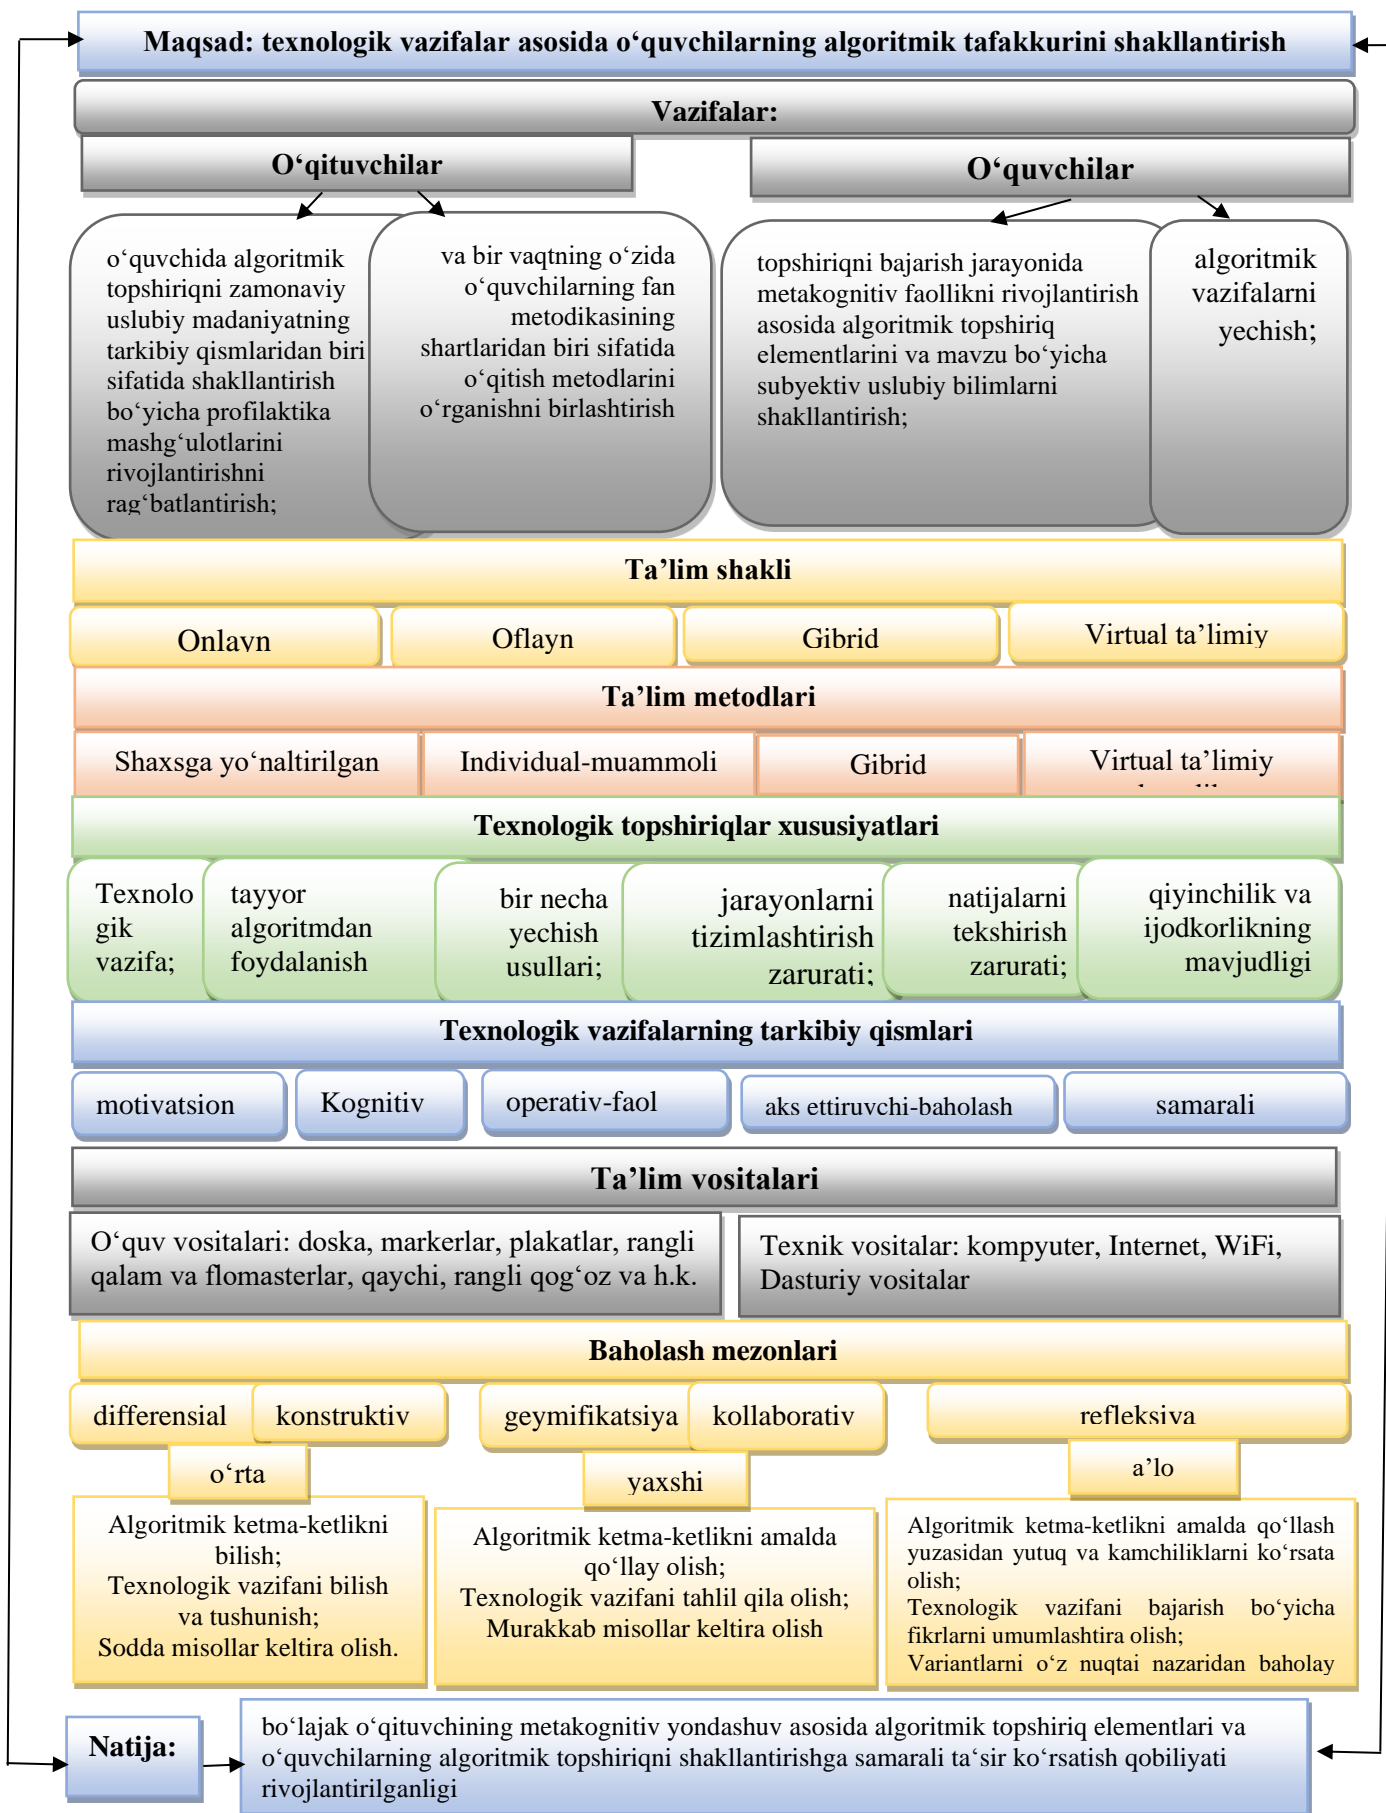 Maqsad: texnologik vazifalar asosida o‘quvchilarning algoritmik tafakkurini shakllantirish
Vazifalar:
O‘qituvchilar
O‘quvchilar
o‘quvchida algoritmik
topshiriqni zamonaviy
uslubiy madaniyatning
tarkibiy qismlaridan biri
sifatida shakllantirish
bo‘yicha profilaktika
mashg‘ulotlarini
rivojlantirishni
rag‘batlantirish;
va bir vaqtning o‘zida
o‘quvchilarning fan
metodikasining
shartlaridan biri sifatida
o‘qitish metodlarini
o‘rganishni birlashtirish
topshiriqni bajarish jarayonida
metakognitiv faollikni rivojlantirish
asosida algoritmik topshiriq
elementlarini va mavzu bo‘yicha
subyektiv uslubiy bilimlarni
shakllantirish;
algoritmik
vazifalarni
yechish;
Ta’lim shakli
Onlayn
Oflayn
Gibrid
Virtual ta’limiy
Ta’lim metodlari
Shaxsga yo‘naltirilgan
Individual-muammoli
Gibrid
Virtual ta’limiy
Texnologik topshiriqlar xususiyatlari
Texnolo
gik
vazifa;
tayyor
algoritmdan
foydalanish
bir necha
yechish
usullari;
jarayonlarni
tizimlashtirish
zarurati;
natijalarni
tekshirish
zarurati;
qiyinchilik va
ijodkorlikning
mavjudligi
Texnologik vazifalarning tarkibiy qismlari
motivatsion
Kognitiv
operativ-faol
aks ettiruvchi-baholash
samarali
Ta’lim vositalari
O‘quv vositalari: doska, markerlar, plakatlar, rangli
qalam va flomasterlar, qaychi, rangli qog‘oz va h.k.
Texnik vositalar: kompyuter, Internet, WiFi,
Dasturiy vositalar
Baholash mezonlari
differensial
konstruktiv
geymifikatsiya
kollaborativ
refleksiva
o‘rta
yaxshi
a’lo
Algoritmik ketma-ketlikni
bilish;
Texnologik vazifani bilish
va tushunish;
Sodda misollar keltira olish.
Algoritmik ketma-ketlikni amalda
qo‘llay olish;
Texnologik vazifani tahlil qila olish;
Murakkab misollar keltira olish
Algoritmik ketma-ketlikni amalda qo‘llash
yuzasidan yutuq va kamchiliklarni ko‘rsata
olish;
Texnologik vazifani bajarish bo‘yicha
fikrlarni umumlashtira olish;
Variantlarni o‘z nuqtai nazaridan baholay
Natija:
bo‘lajak o‘qituvchining metakognitiv yondashuv asosida algoritmik topshiriq elementlari va
o‘quvchilarning algoritmik topshiriqni shakllantirishga samarali ta‘sir ko‘rsatish qobiliyati
rivojlantirilganligi